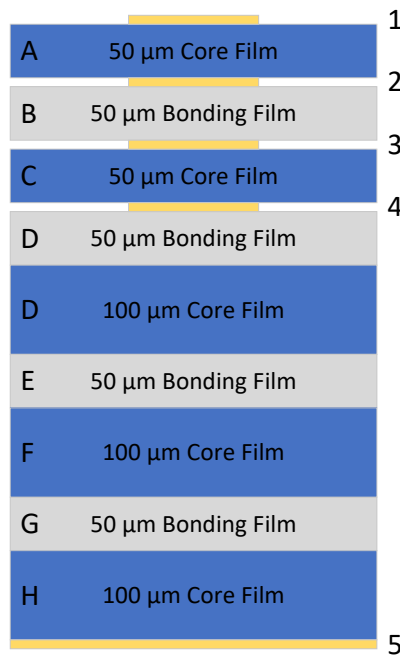 1
A 50 µm Core Film
2
B 50 µm Bonding Film
3
C 50 µm Core Film
4
D 50 µm Bonding Film
D 100 µm Core Film
E 50 µm Bonding Film
F 100 µm Core Film
G 50 µm Bonding Film
H 100 µm Core Film
5